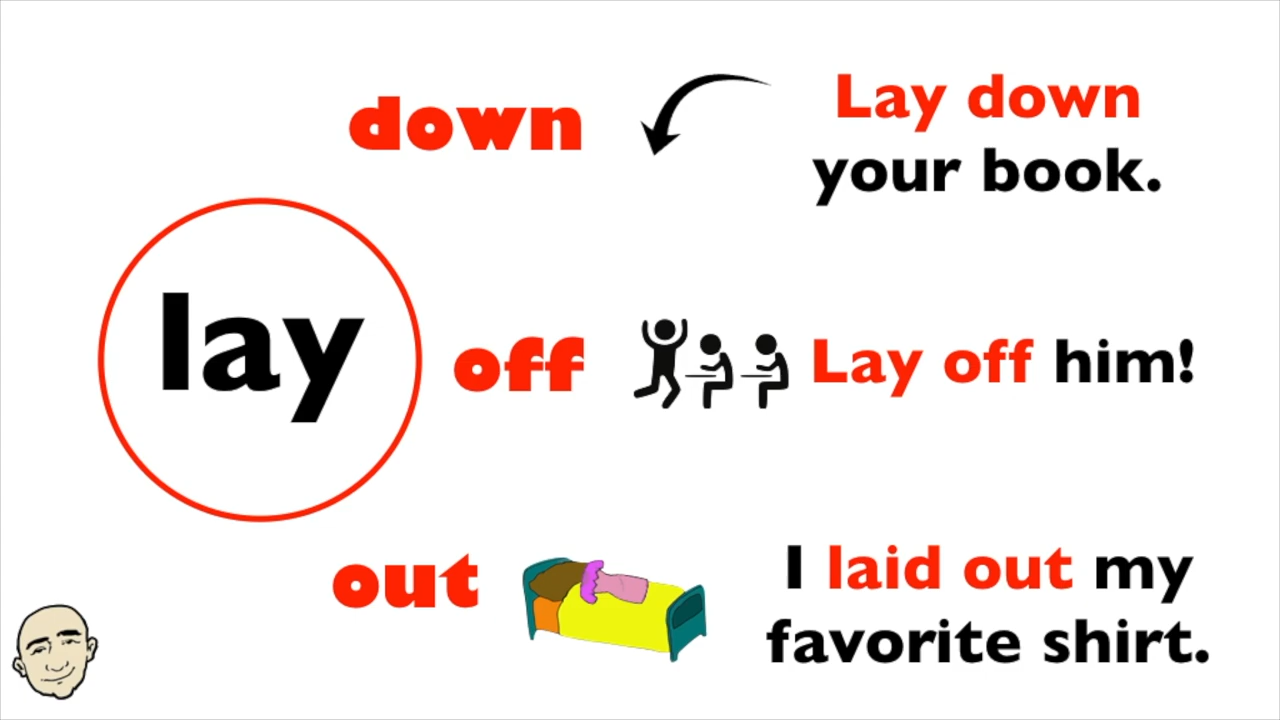 down
Lay down
your book.
lay
off
Lay off him!
out
I laid out my
favorite shirt.